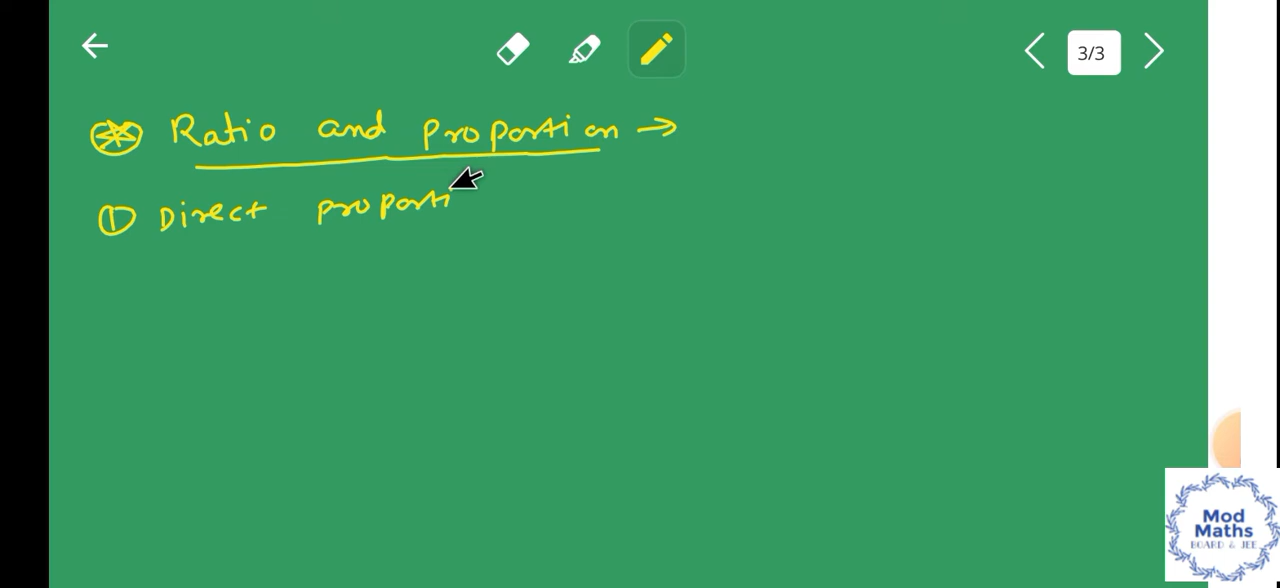 3/3
Ratio and proportion →
① Direct proporti
Mod
Maths
BOARD & JEE